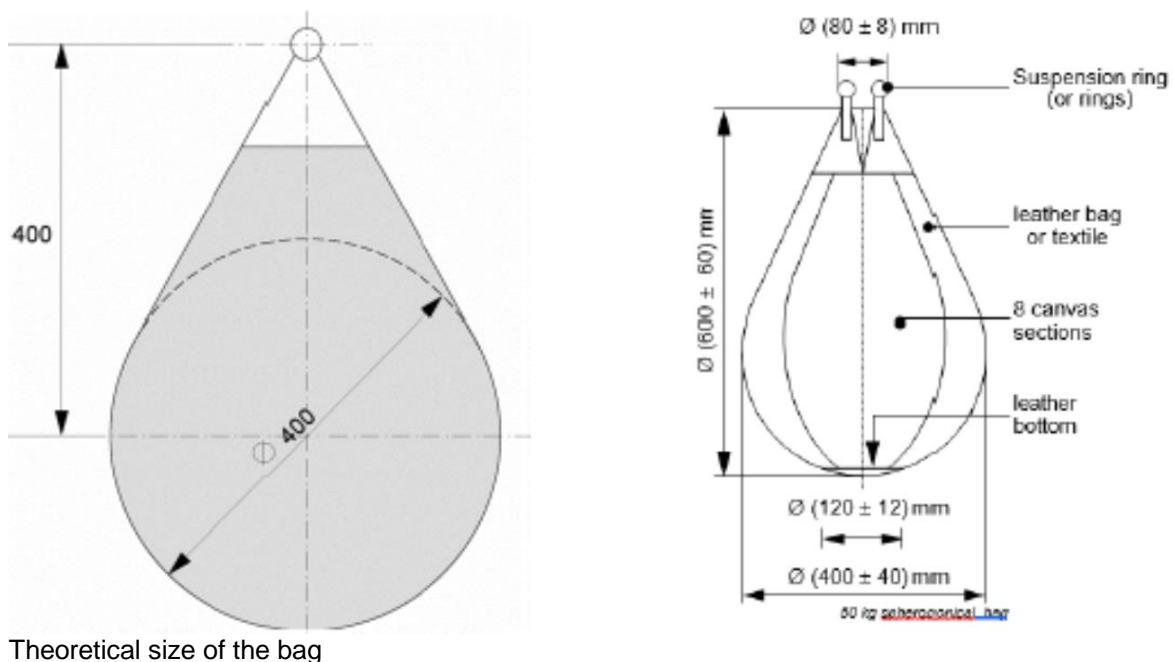 400
Φ 400
Theoretical size of the bag
Ø (80 ± 8) mm
Suspension ring
(or rings)
leather bag
or textile
Ø (600 ± 60) mm
8 canvas
sections
leather
bottom
Ø (120 ± 12) mm
Ø (400 ± 40) mm
50 kg spheroconical bag